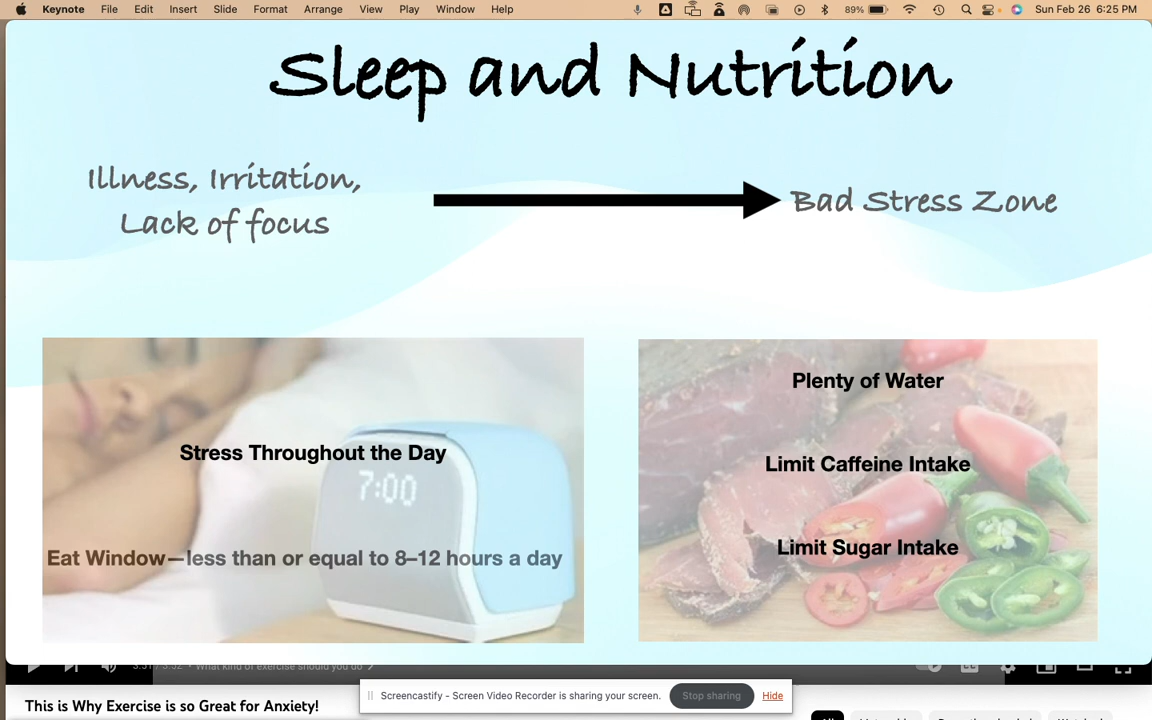 Keynote File Edit Insert Slide Format Arrange View Play Window Help 89% Sun Feb 26 6:25 PM
Sleep and Nutrition
Illness, Irritation,
Lack of focus
Bad Stress Zone
Stress Throughout the Day
7:00
Eat Window—less than or equal to 8–12 hours a day
Plenty of Water
Limit Caffeine Intake
Limit Sugar Intake
What kind of exercise should you do
Screencastify - Screen Video Recorder is sharing your screen. Stop sharing Hide
This is Why Exercise is so Great for Anxiety!